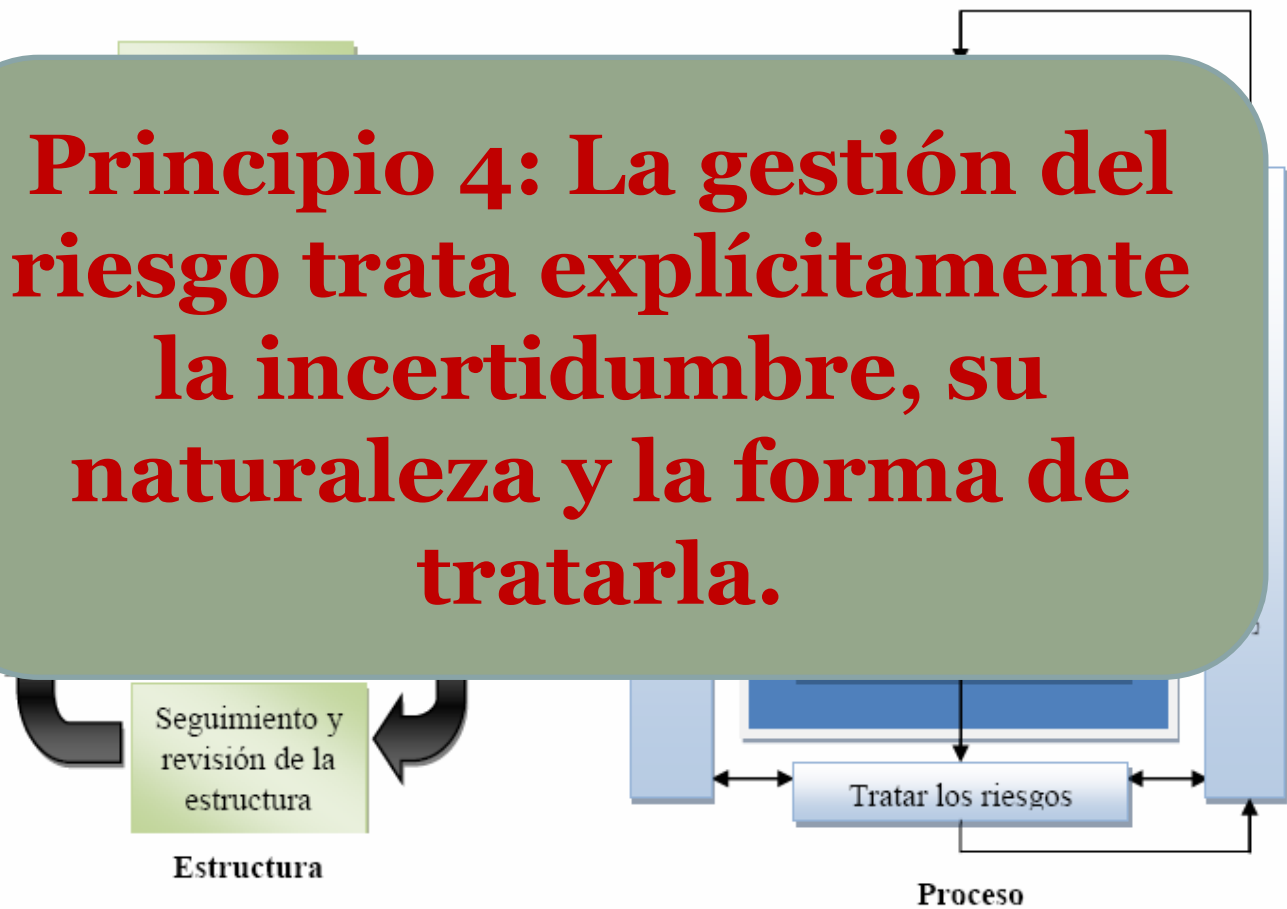 Principio 4: La gestión del
riesgo trata explícitamente
la incertidumbre, su
naturaleza y la forma de
tratarla.
Seguimiento y
revisión de la
estructura
Estructura
Tratar los riesgos
Proceso